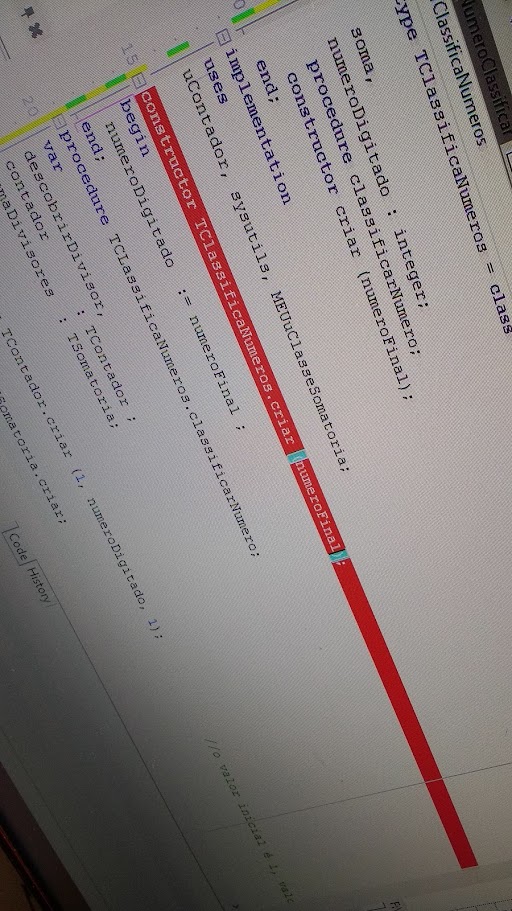 NumeroClassifica
ClassificaNumeros
type TClassificaNumeros = class
soma ,
numeroDigitado : integer;
procedure classificarNumero;
constructor criar (numeroFinal);
end;
implementation
uses
uContador, sysutils, MEUuClasseSomatoria;
15 constructor TClassificaNumeros.criar (numeroFinal);
begin
numeroDigitado := numeroFinal ;
end;
procedure TClassificaNumeros.classificarNumero;
20 var
descobrirDivisor,
contador : TContador ;
maDivisores : TSomatoria;
TContador.criar (1, numeroDigitado, 1); //o valor inicial é 1, valo
Somatoria.criar;
Code History